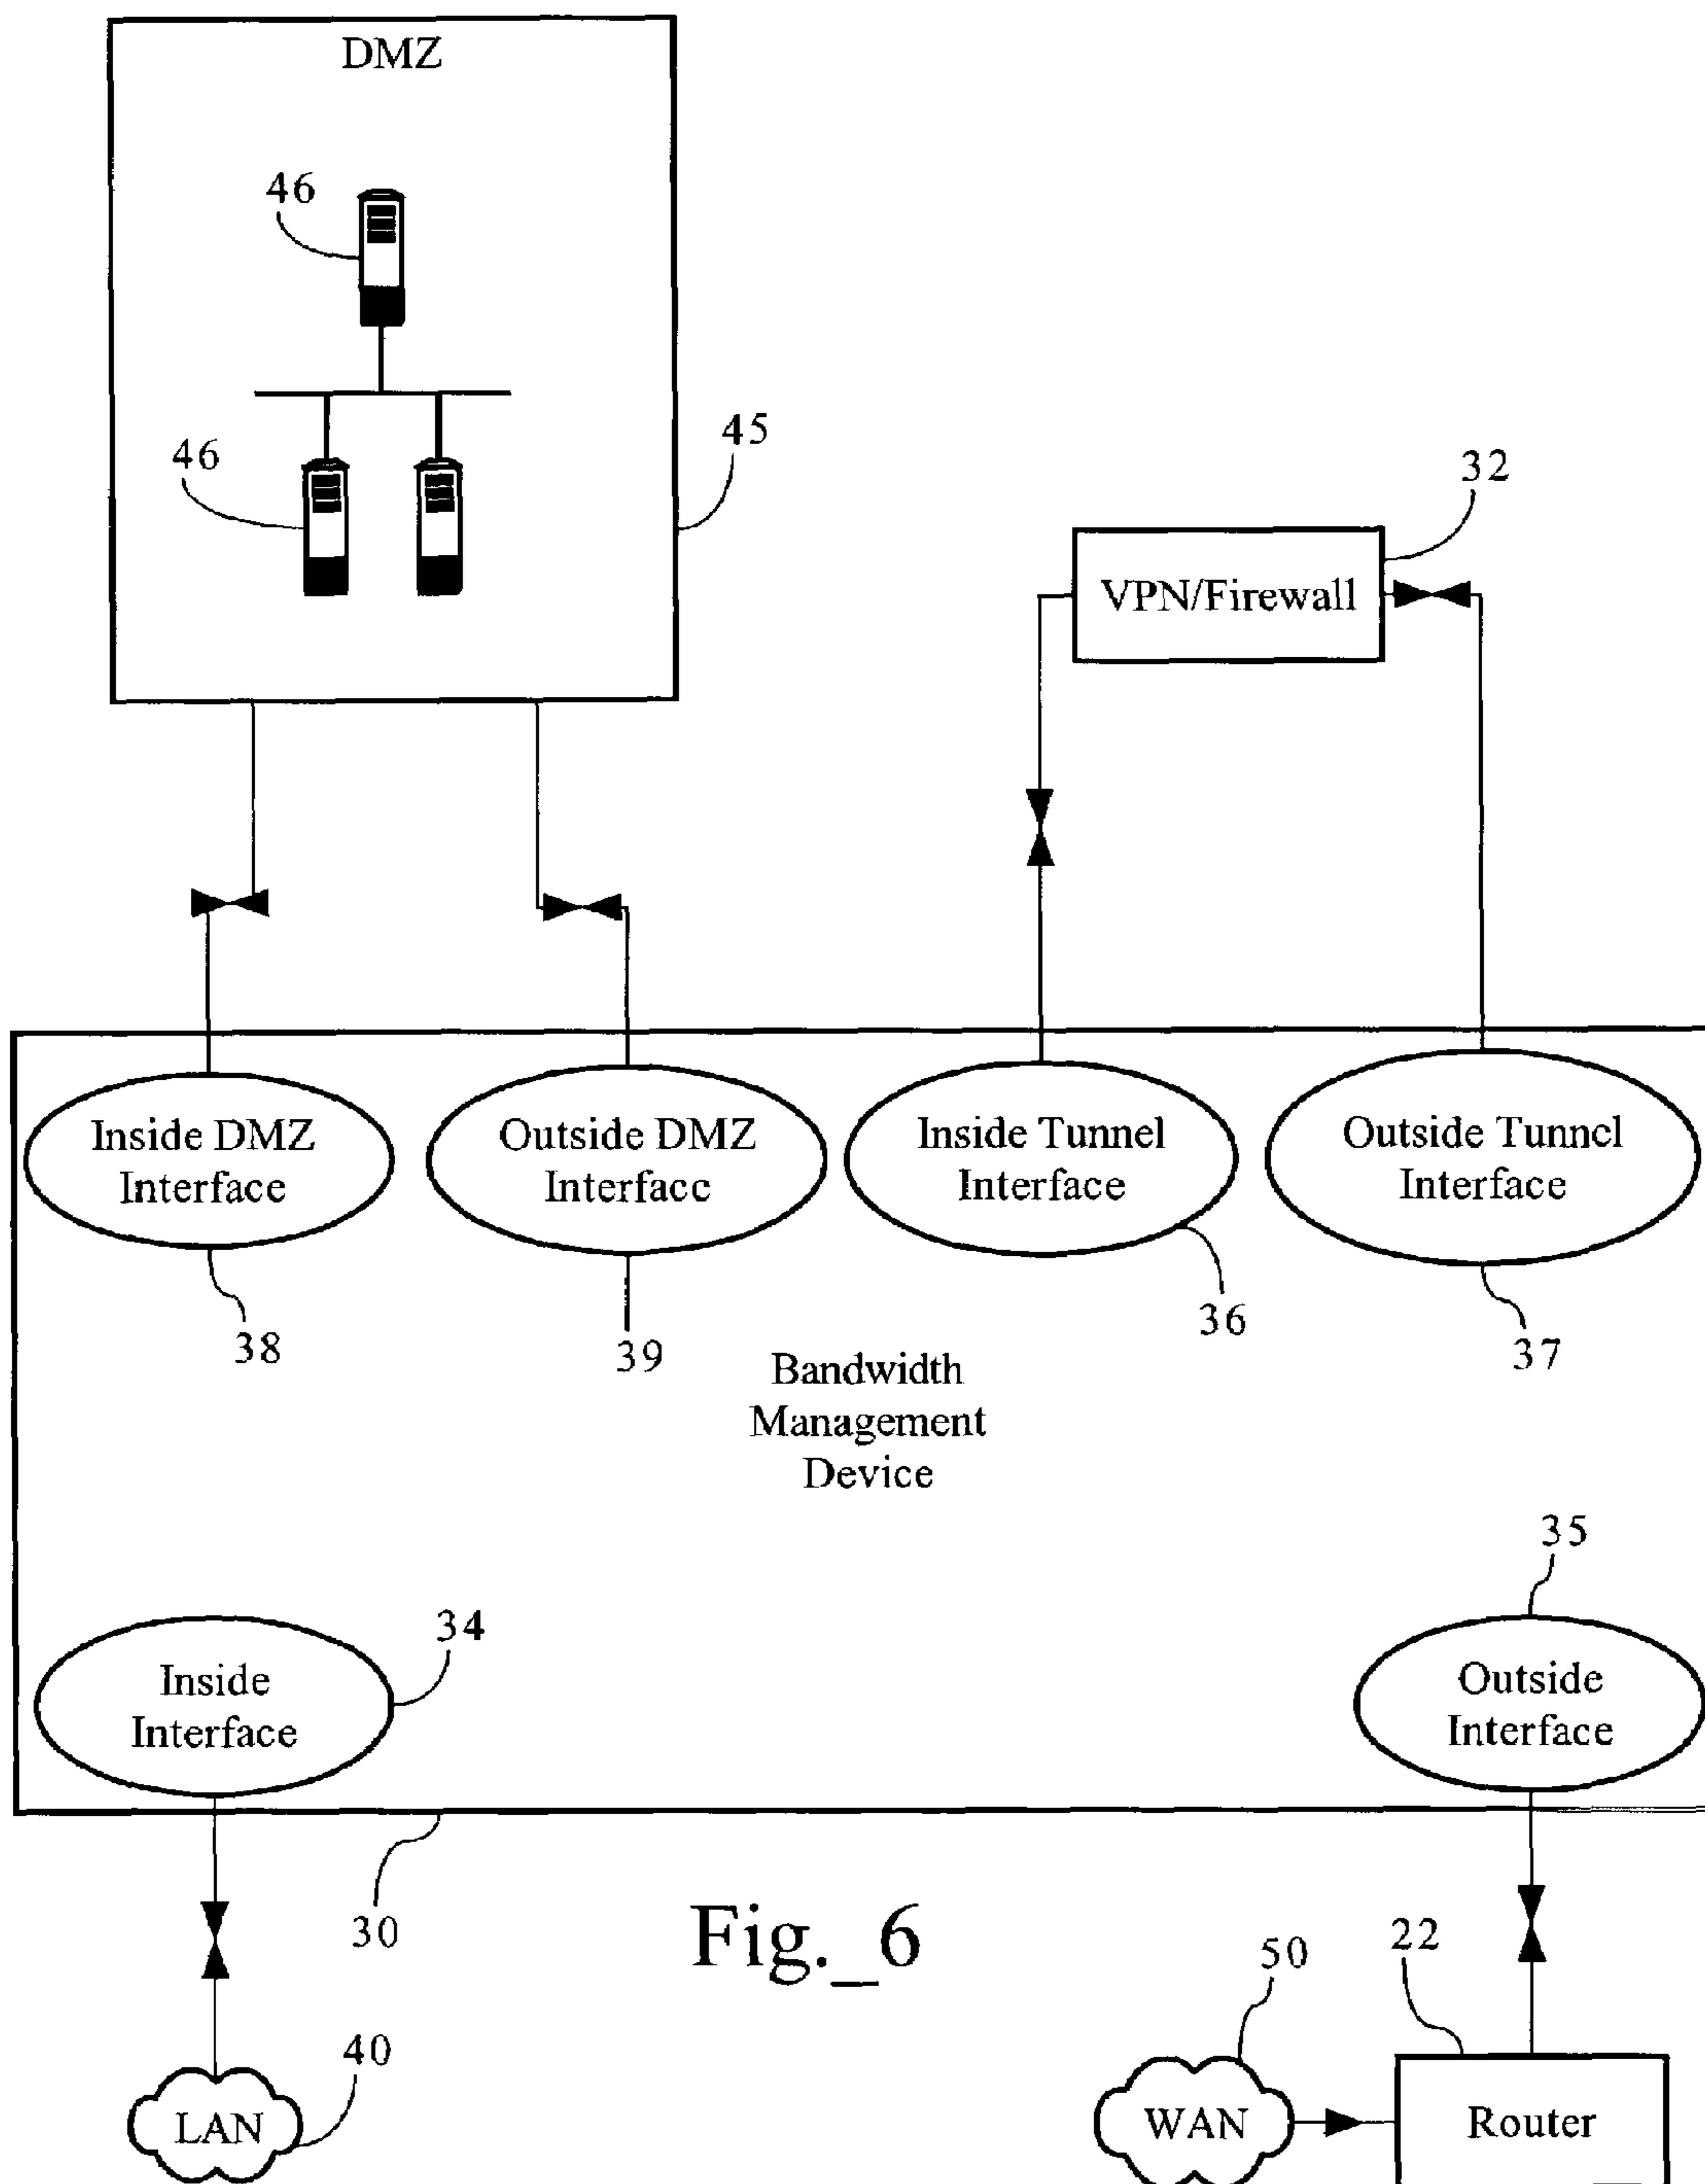 DMZ
46
46
45
32
VPN/Firewall
Inside DMZ
Interface
Outside DMZ
Interface
Inside Tunnel
Interface
Outside Tunnel
Interface
38
39
36
37
Bandwidth
Management
Device
35
34
Inside
Interface
Outside
Interface
30
Fig._6
50
22
40
LAN
WAN
Router